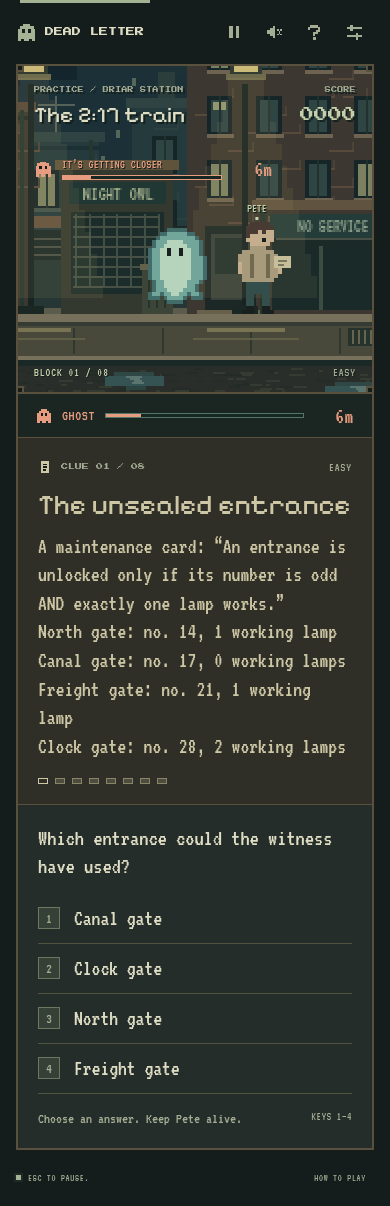 DEAD LETTER
PRACTICE / BRIAR STATION
SCORE
The 2:17 train
0000
IT'S GETTING CLOSER
6m
NIGHT OWL
PETE
NO SERVICE
BLOCK 01 / 08
EASY
GHOST
6m
CLUE 01 / 08
EASY
The unsealed entrance
A maintenance card: “An entrance is
unlocked only if its number is odd
AND exactly one lamp works.”
North gate: no. 14, 1 working lamp
Canal gate: no. 17, 0 working lamps
Freight gate: no. 21, 1 working
lamp
Clock gate: no. 28, 2 working lamps
Which entrance could the witness
have used?
1 Canal gate
2 Clock gate
3 North gate
4 Freight gate
Choose an answer. Keep Pete alive.
KEYS 1–4
ESC TO PAUSE.
HOW TO PLAY